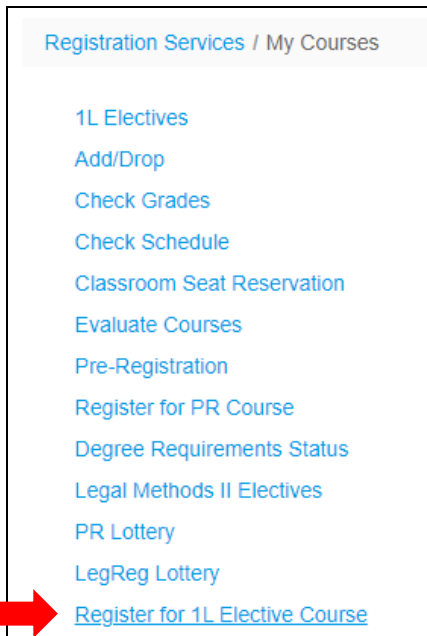 Registration Services / My Courses
1L Electives
Add/Drop
Check Grades
Check Schedule
Classroom Seat Reservation
Evaluate Courses
Pre-Registration
Register for PR Course
Degree Requirements Status
Legal Methods II Electives
PR Lottery
LegReg Lottery
Register for 1L Elective Course